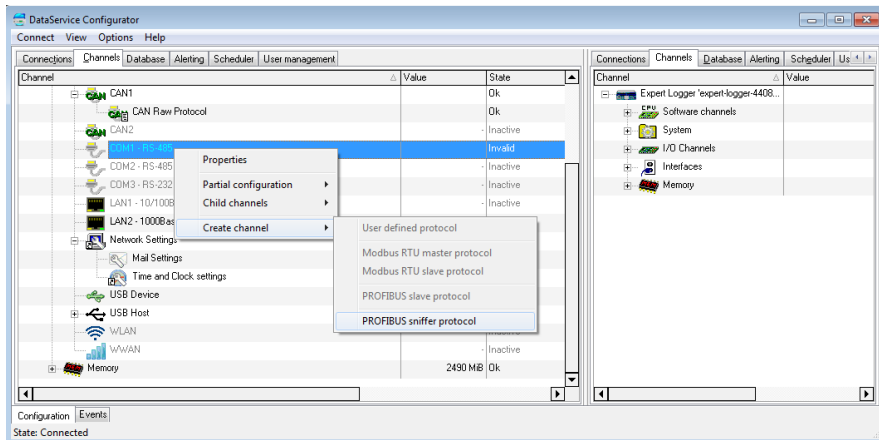 DataService Configurator
Connect View Options Help
Connections Channels Database Alerting Scheduler User management
Channel Value State
CAN1 Ok
CAN Raw Protocol Ok
CAN2 - Inactive
COM1 - RS-485 Invalid
COM2 - RS-485 - Inactive
COM3 - RS-232 - Inactive
LAN1 - 10/100B - Inactive
LAN2 - 1000Bas
Network Settings
Mail Settings
Time and Clock settings
USB Device
USB Host
WLAN
WWAN - Inactive
Memory 2490 MiB Ok
Properties
Partial configuration
Child channels
Create channel
User defined protocol
Modbus RTU master protocol
Modbus RTU slave protocol
PROFIBUS slave protocol
PROFIBUS sniffer protocol
Connections Channels Database Alerting Scheduler Us
Channel Value
Expert Logger 'expert-logger-4408...
Software channels
System
I/O Channels
Interfaces
Memory
Configuration Events
State: Connected